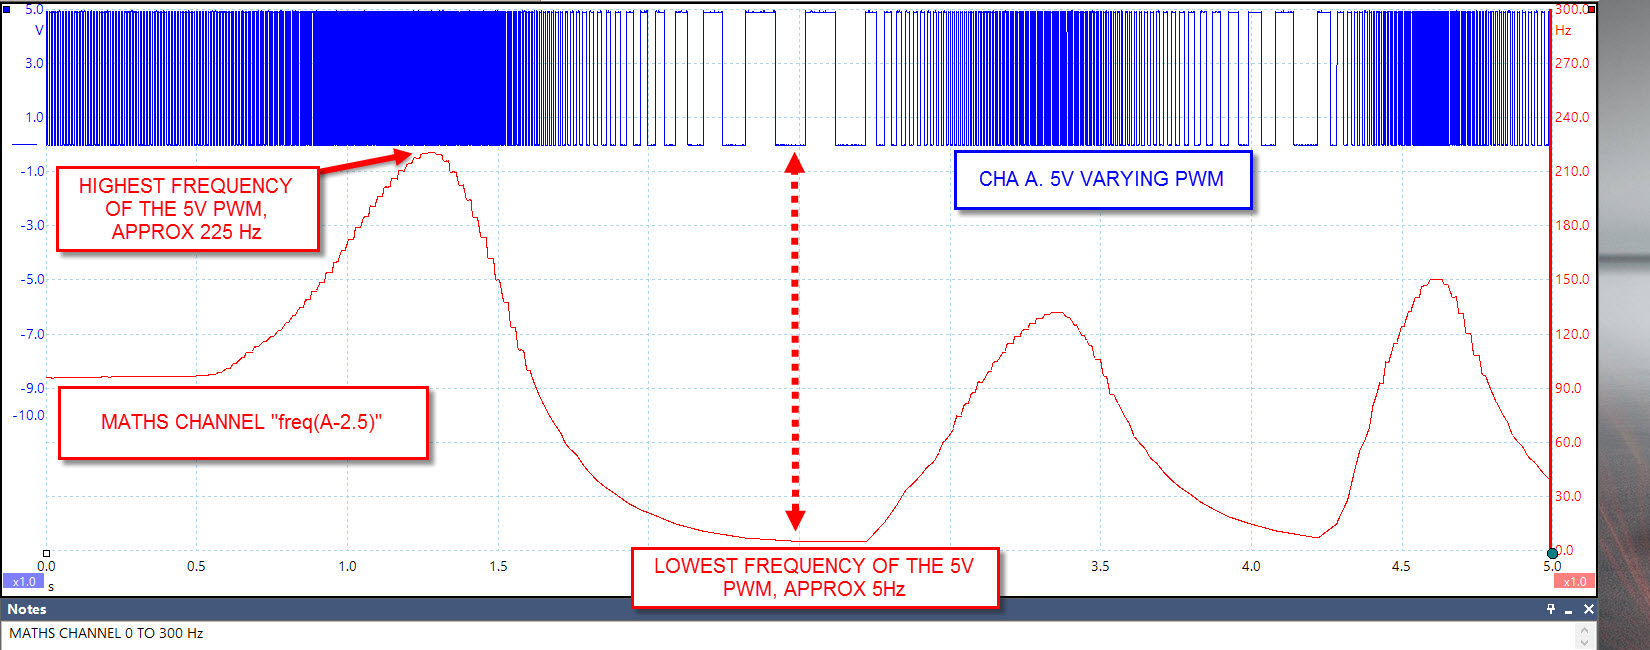 5.0
V
3.0
1.0
-1.0
-3.0
-5.0
-7.0
-9.0
-10.0
300.0
Hz
270.0
240.0
210.0
180.0
150.0
120.0
90.0
60.0
30.0
0.0
HIGHEST FREQUENCY
OF THE 5V PWM,
APPROX 225 Hz
CHA A. 5V VARYING PWM
MATHS CHANNEL "freq(A-2.5)"
LOWEST FREQUENCY OF THE 5V
PWM, APPROX 5Hz
0.0 0.5 1.0 1.5 3.5 4.0 4.5 5.0
x1.0 s x1.0
Notes
MATHS CHANNEL 0 TO 300 Hz